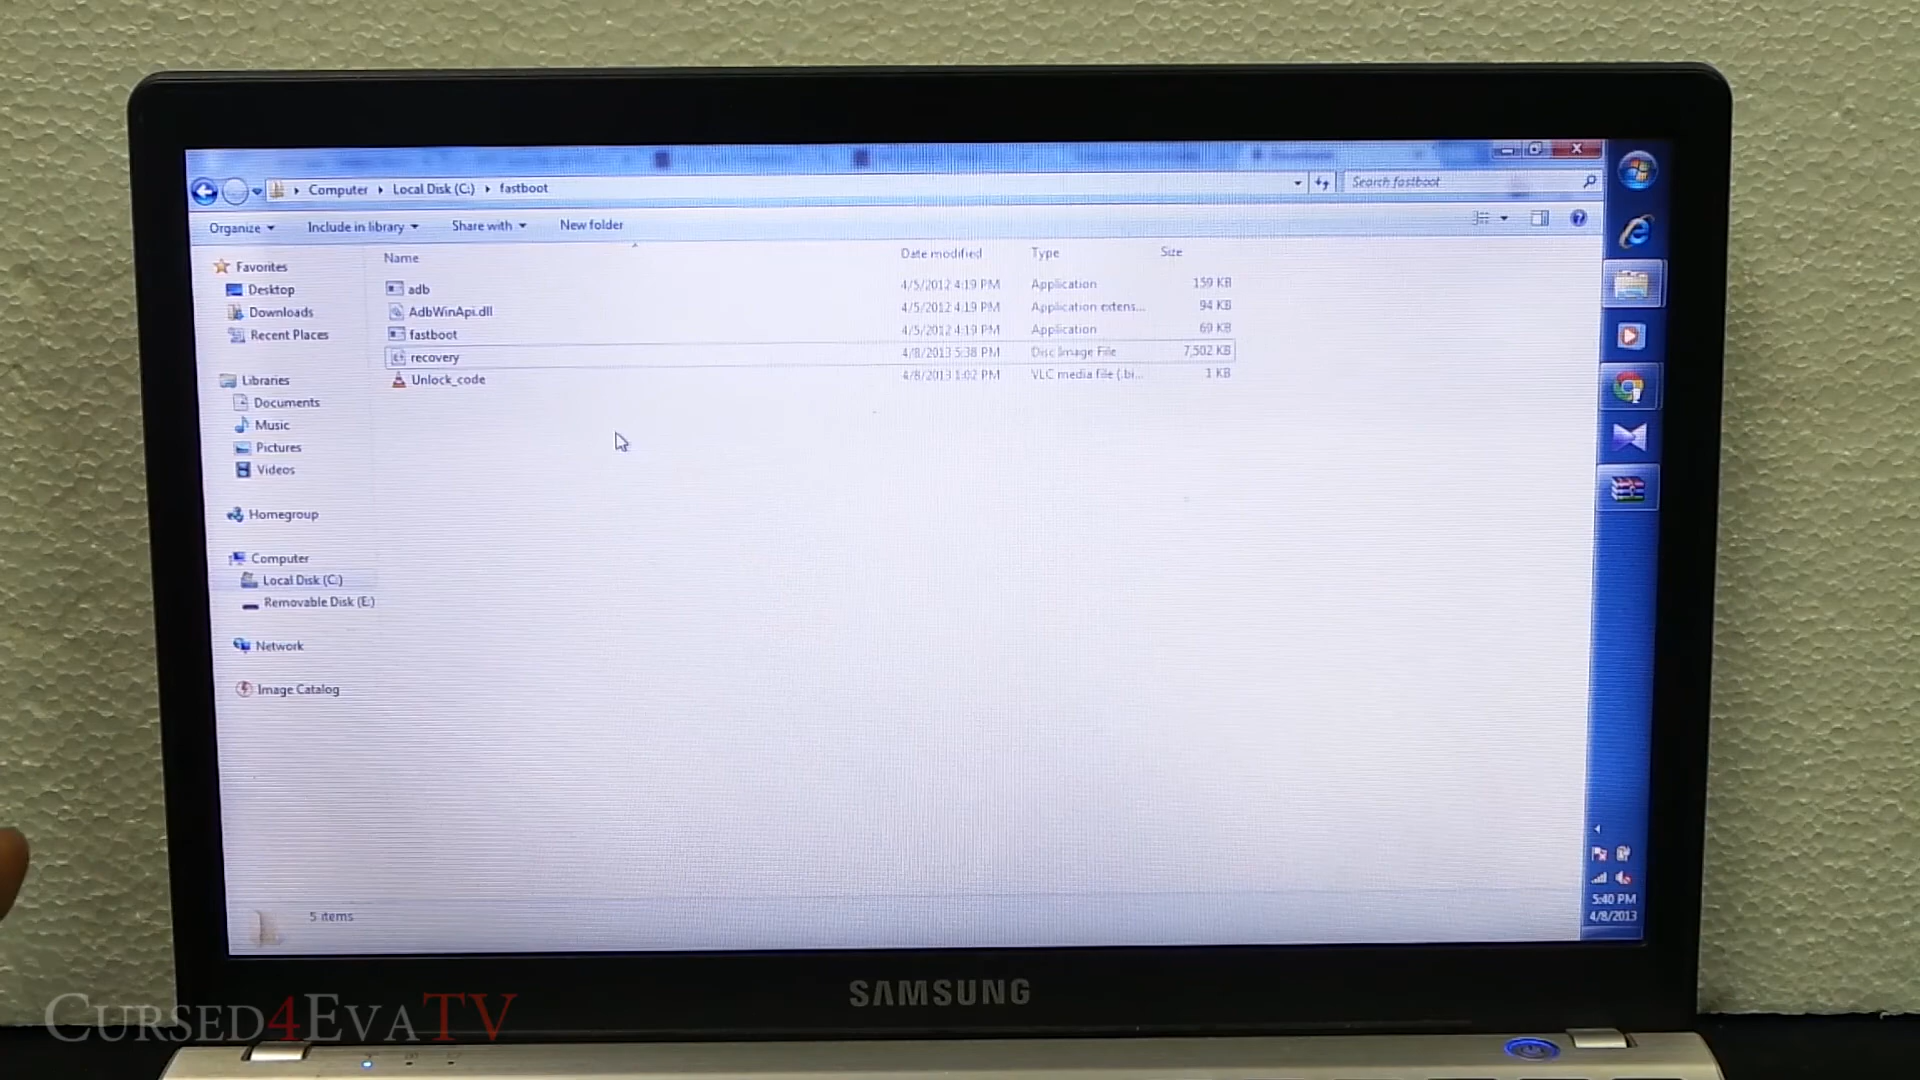 Computer Local Disk (C:) fastboot
Search fastboot
Organize Include in library Share with New folder
Name Date modified Type Size
adb 4/5/2012 4:19 PM Application 159 KB
AdbWinApi.dll 4/5/2012 4:19 PM Application extens... 94 KB
fastboot 4/5/2012 4:19 PM Application 69 KB
recovery 4/8/2013 5:38 PM Disc Image File 7,502 KB
Unlock_code 4/8/2013 1:02 PM VLC media file (.bi... 1 KB
Favorites
Desktop
Downloads
Recent Places
Libraries
Documents
Music
Pictures
Videos
Homegroup
Computer
Local Disk (C:)
Removable Disk (E:)
Network
Image Catalog
5 items
5:40 PM
4/8/2013
SAMSUNG
CURSED4EVATV